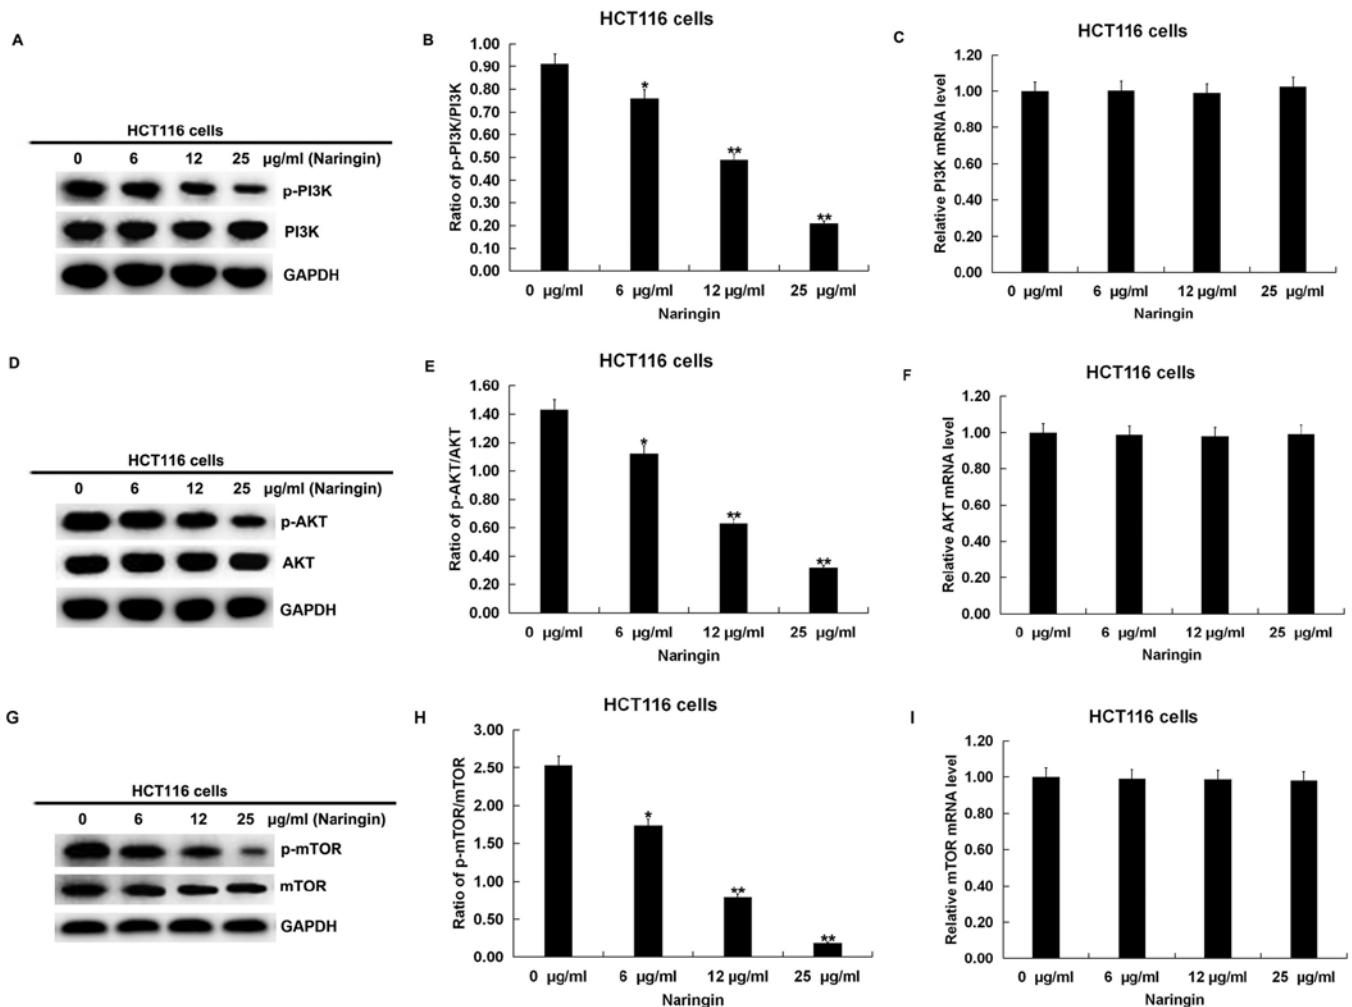 A
HCT116 cells
0 6 12 25 µg/ml (Naringin)
p-PI3K
PI3K
GAPDH
B
HCT116 cells
Ratio of p-PI3K/PI3K
1.00
0.90
0.80
0.70
0.60
0.50
0.40
0.30
0.20
0.10
0.00
*
**
**
0 µg/ml 6 µg/ml 12 µg/ml 25 µg/ml
Naringin
C
HCT116 cells
Relative PI3K mRNA level
1.20
1.00
0.80
0.60
0.40
0.20
0.00
0 µg/ml 6 µg/ml 12 µg/ml 25 µg/ml
Naringin
D
HCT116 cells
0 6 12 25 µg/ml (Naringin)
p-AKT
AKT
GAPDH
E
HCT116 cells
Ratio of p-AKT/AKT
1.60
1.40
1.20
1.00
0.80
0.60
0.40
0.20
0.00
*
**
**
0 µg/ml 6 µg/ml 12 µg/ml 25 µg/ml
Naringin
F
HCT116 cells
Relative AKT mRNA level
1.20
1.00
0.80
0.60
0.40
0.20
0.00
0 µg/ml 6 µg/ml 12 µg/ml 25 µg/ml
Naringin
G
HCT116 cells
0 6 12 25 µg/ml (Naringin)
p-mTOR
mTOR
GAPDH
H
HCT116 cells
Ratio of p-mTOR/mTOR
3.00
2.50
2.00
1.50
1.00
0.50
0.00
*
**
**
0 µg/ml 6 µg/ml 12 µg/ml 25 µg/ml
Naringin
I
HCT116 cells
Relative mTOR mRNA level
1.20
1.00
0.80
0.60
0.40
0.20
0.00
0 µg/ml 6 µg/ml 12 µg/ml 25 µg/ml
Naringin